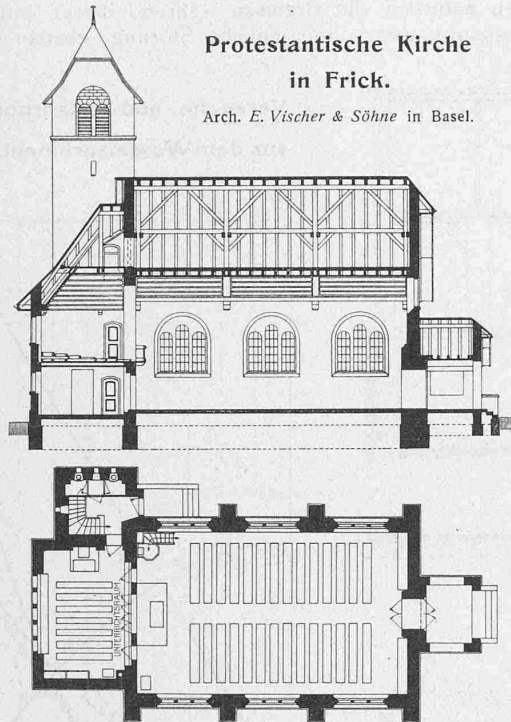 Protestantische Kirche
in Frick.
Arch. E. Vischer & Söhne in Basel.
UNTERRICHTSRAUM